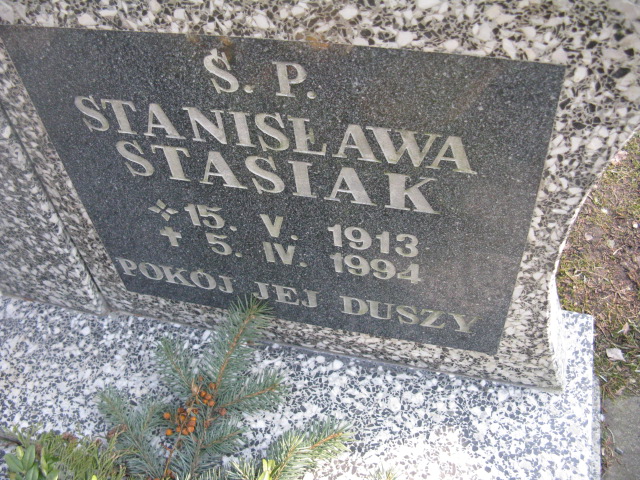 Ś. P.
STANISŁAWA
STASIAK
15. V. 1913.
✝ 5. IV. 1994
POKÓJ JEJ DUSZY